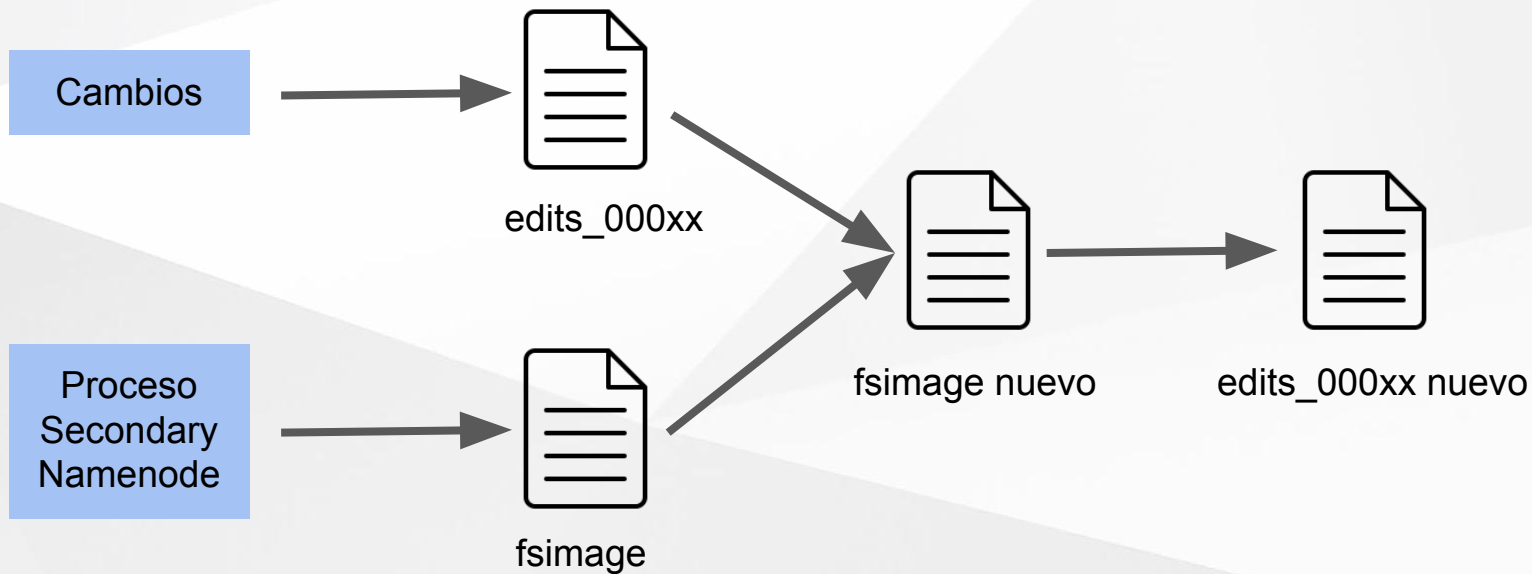 Cambios
edits_000xx
Proceso
Secondary
Namenode
fsimage
fsimage nuevo
edits_000xx nuevo